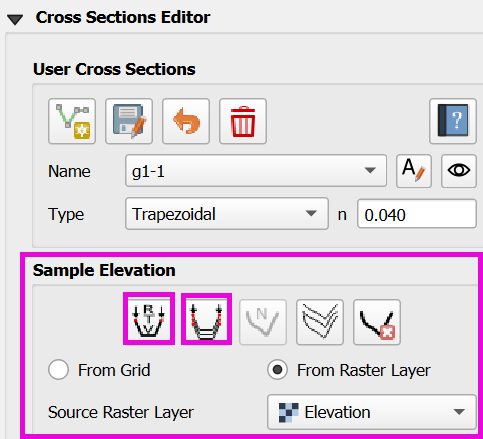 Cross Sections Editor
User Cross Sections
?
Name g1-1 A
Type Trapezoidal n 0.040
Sample Elevation
RTV N
From Grid From Raster Layer
Source Raster Layer Elevation